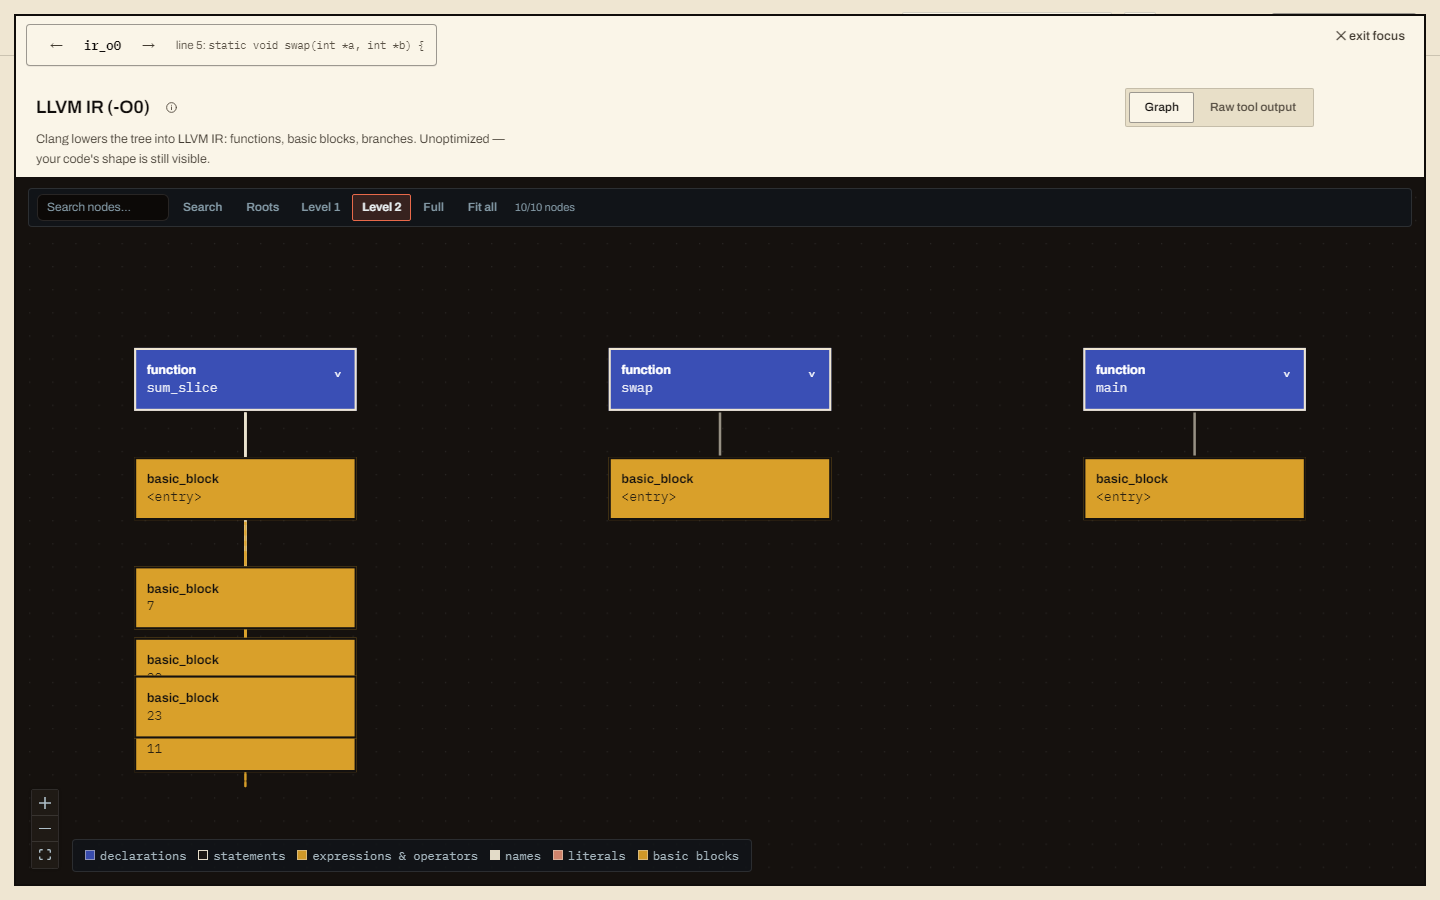 ← ir_o0 → line 5: static void swap(int *a, int *b) {
exit focus
LLVM IR (-O0)
Graph Raw tool output
Clang lowers the tree into LLVM IR: functions, basic blocks, branches. Unoptimized —
your code's shape is still visible.
Search nodes... Search Roots Level 1 Level 2 Full Fit all 10/10 nodes
function
sum_slice
function
swap
function
main
basic_block
<entry>
basic_block
<entry>
basic_block
<entry>
basic_block
7
basic_block
basic_block
23
11
declarations statements expressions & operators names literals basic blocks